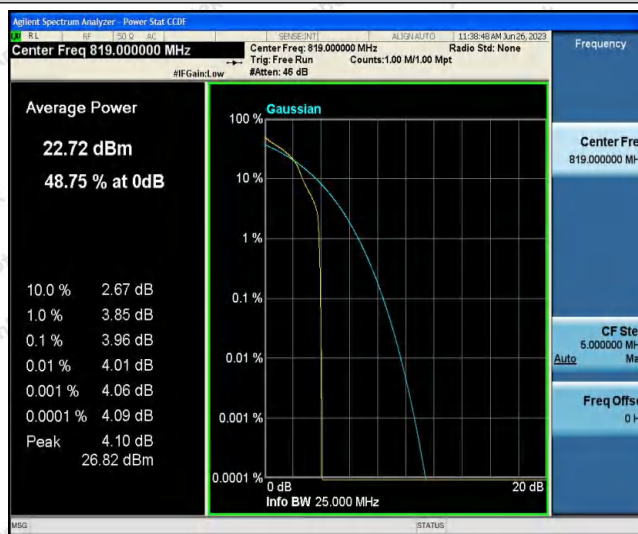 Agilent Spectrum Analyzer - Power Stat CCDF
RL RF 50 Ω AC SENSE:INT ALIGN AUTO 11:38:48 AM Jun 26, 2023
Center Freq 819.000000 MHz
Center Freq: 819.000000 MHz Radio Std: None
Trig: Free Run Counts:1.00 M/1.00 Mpt
#IFGain:Low #Atten: 46 dB
Frequency
Average Power
22.72 dBm
48.75 % at 0dB
10.0 % 2.67 dB
1.0 % 3.85 dB
0.1 % 3.96 dB
0.01 % 4.01 dB
0.001 % 4.06 dB
0.0001 % 4.09 dB
Peak 4.10 dB
26.82 dBm
Gaussian
100 %
10 %
1 %
0.1 %
0.01 %
0.001 %
0.0001 %
0 dB 20 dB
Info BW 25.000 MHz
Center Fre
819.000000 MH
CF Ste
5.000000 MH
Auto Ma
Freq Offse
0 H
MSG STATUS